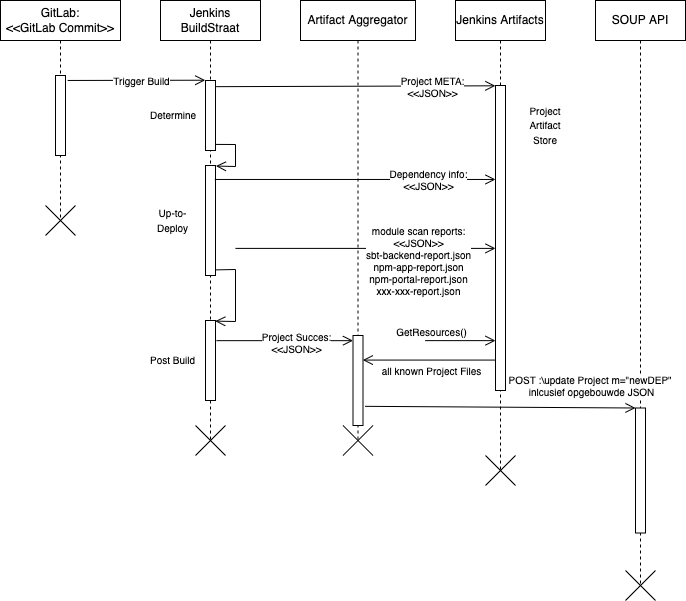 GitLab:
<<GitLab Commit>>
Jenkins
BuildStraat
Artifact Aggregator
Jenkins Artifacts
SOUP API
Trigger Build
Project META:
<<JSON>>
Determine
Project
Artifact
Store
Dependency info:
<<JSON>>
Up-to-
Deploy
module scan reports:
<<JSON>>
sbt-backend-report.json
npm-app-report.json
npm-portal-report.json
xxx-xxx-report.json
Project Succes:
<<JSON>>
GetResources()
Post Build
all known Project Files
POST :\update Project m="newDEP"
inlcusief opgebouwde JSON